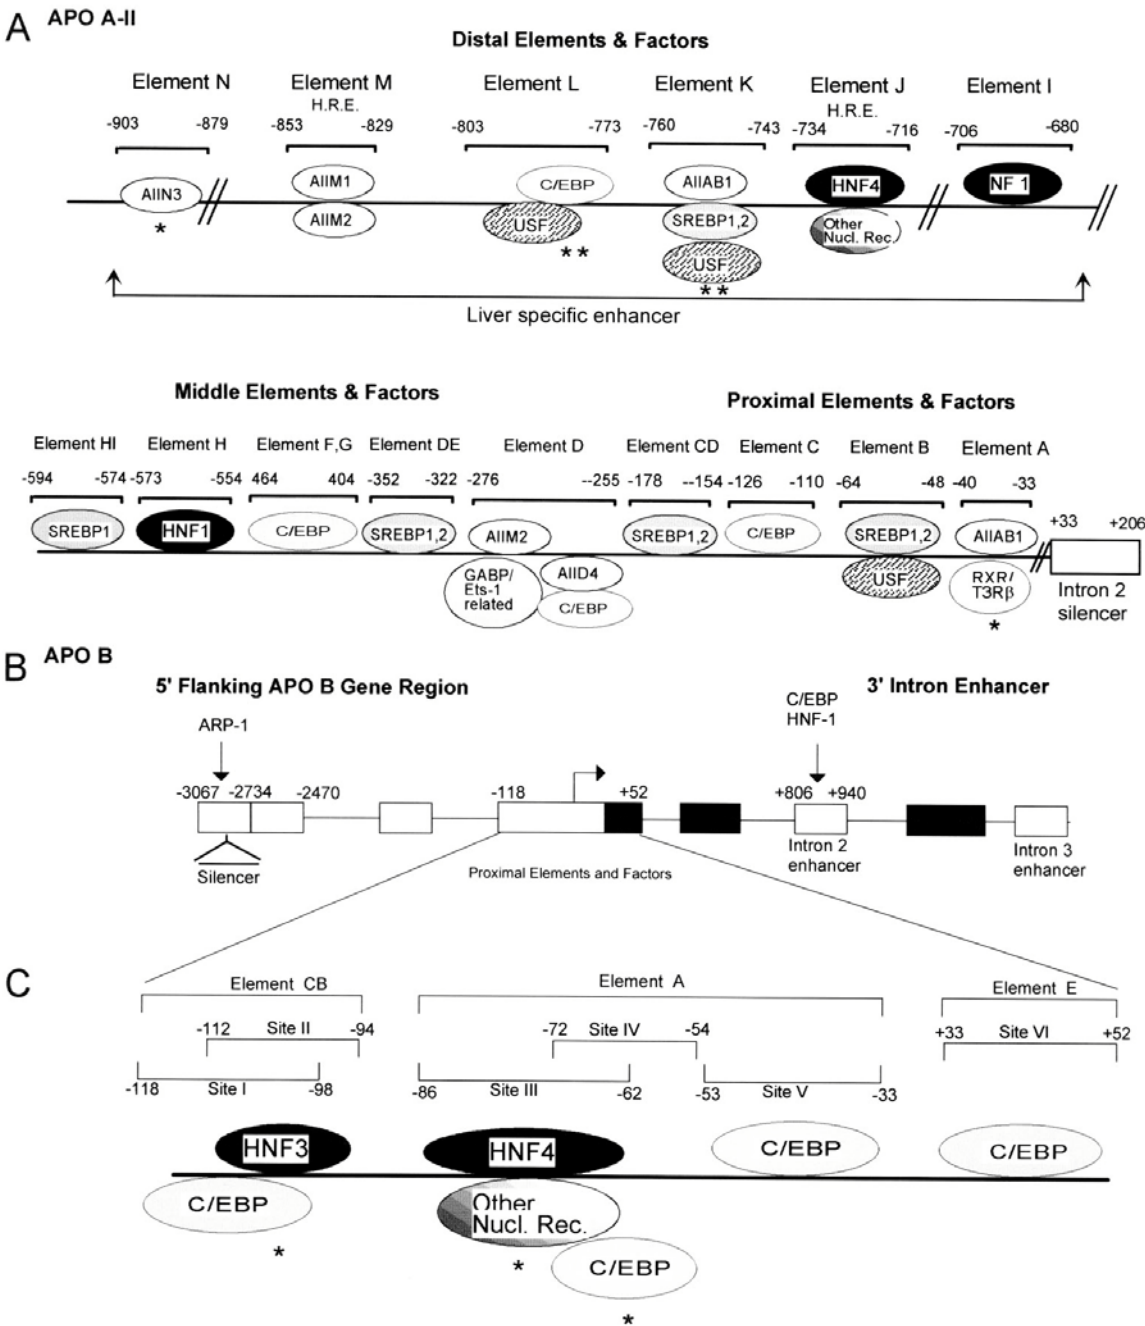 A APO A-II
Distal Elements & Factors
Element N Element M Element L Element K Element J Element I
H.R.E. H.R.E.
-903 -879 -853 -829 -803 -773 -760 -743 -734 -716 -706 -680
AIIN3 AIIM1 C/EBP AIIAB1 HNF4 NF 1
* AIIM2 USF SREBP1,2 Other
Nucl. Rec.
** USF
**
Liver specific enhancer
Middle Elements & Factors
Proximal Elements & Factors
Element HI Element H Element F,G Element DE Element D Element CD Element C Element B Element A
-594 -574 -573 -554 464 404 -352 -322 -276 --255 -178 --154 -126 -110 -64 -48 -40 -33
+33 +206
SREBP1 HNF1 C/EBP SREBP1,2 AIIM2 SREBP1,2 C/EBP SREBP1,2 AIIAB1
GABP/
Ets-1
related
AIID4
C/EBP
USF
RXR/
T3Rβ
*
Intron 2
silencer
B APO B
5' Flanking APO B Gene Region
3' Intron Enhancer
ARP-1
C/EBP
HNF-1
-3067 -2734 -2470 -118 +52 +806 +940
Silencer
Proximal Elements and Factors
Intron 2
enhancer
Intron 3
enhancer
C
Element CB Element A Element E
-112 Site II -94 -72 Site IV -54 +33 Site VI +52
-118 Site I -98 -86 Site III -62 -53 Site V -33
HNF3 HNF4 C/EBP C/EBP
C/EBP Other
Nucl. Rec.
* * C/EBP
*